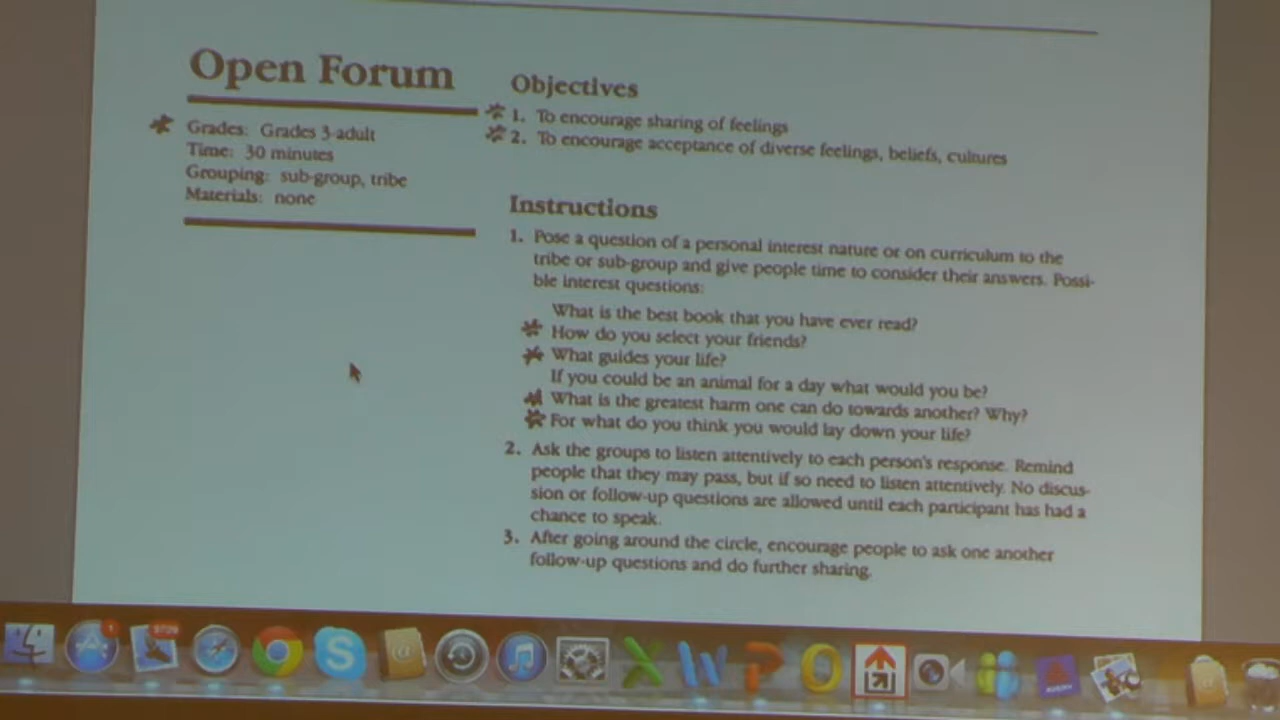 Open Forum
Grades: Grades 3-adult
Time: 30 minutes
Grouping: sub-group, tribe
Materials: none
Objectives
1. To encourage sharing of feelings
2. To encourage acceptance of diverse feelings, beliefs, cultures
Instructions
1. Pose a question of a personal interest nature or on curriculum to the
tribe or sub-group and give people time to consider their answers. Possi-
ble interest questions:
What is the best book that you have ever read?
How do you select your friends?
What guides your life?
If you could be an animal for a day what would you be?
What is the greatest harm one can do towards another? Why?
For what do you think you would lay down your life?
2. Ask the groups to listen attentively to each person's response. Remind
people that they may pass, but if so need to listen attentively. No discus-
sion or follow-up questions are allowed until each participant has had a
chance to speak.
3. After going around the circle, encourage people to ask one another
follow-up questions and do further sharing.